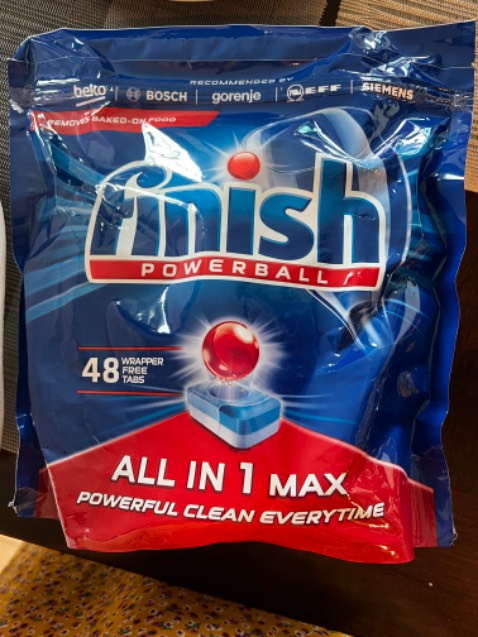 RECOMMENDED BY
beko BOSCH gorenje NEFF SIEMENS
REMOVES BAKED-ON FOOD
finish
POWERBALL
48 WRAPPER
FREE
TABS
ALL IN 1 MAX
POWERFUL CLEAN EVERYTIME